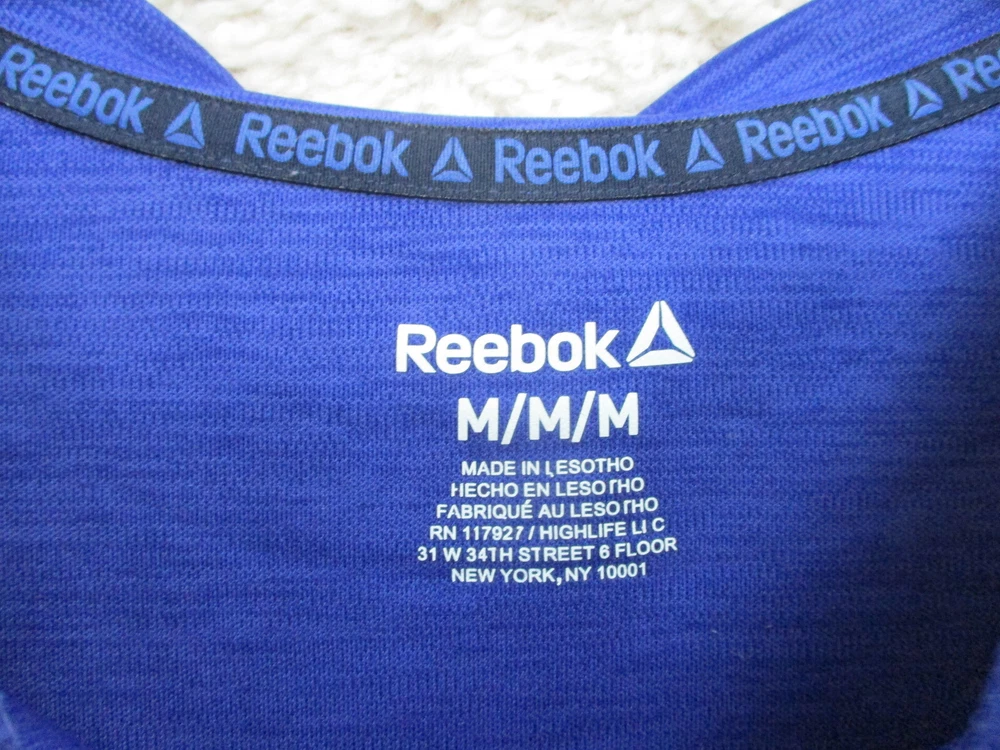 Reebok Reebok Reebok Reebok Re
Reebok
M/M/M
MADE IN LESOTHO
HECHO EN LESOTHO
FABRIQUÉ AU LESOTHO
RN 117927 / HIGHLIFE LLC
31 W 34TH STREET 6 FLOOR
NEW YORK, NY 10001